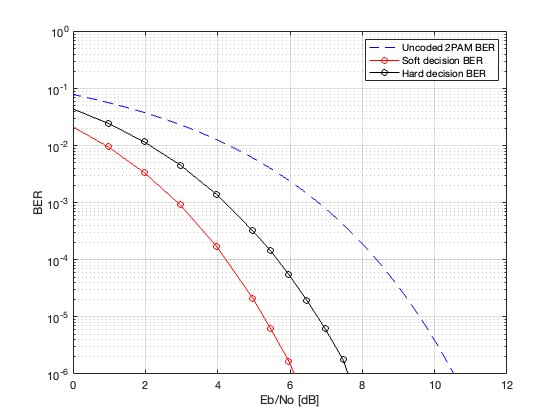 10^0
Uncoded 2PAM BER
Soft decision BER
Hard decision BER
10^-1
10^-2
BER
10^-3
10^-4
10^-5
10^-6
0 2 4 6 8 10 12
Eb/No [dB]